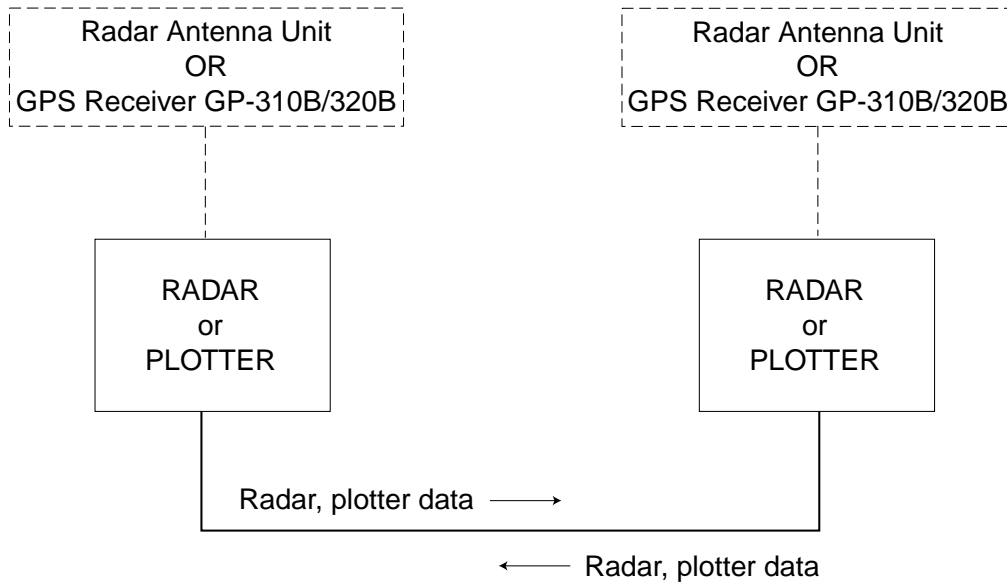 Radar Antenna Unit
OR
GPS Receiver GP-310B/320B
Radar Antenna Unit
OR
GPS Receiver GP-310B/320B
RADAR
or
PLOTTER
RADAR
or
PLOTTER
Radar, plotter data
Radar, plotter data